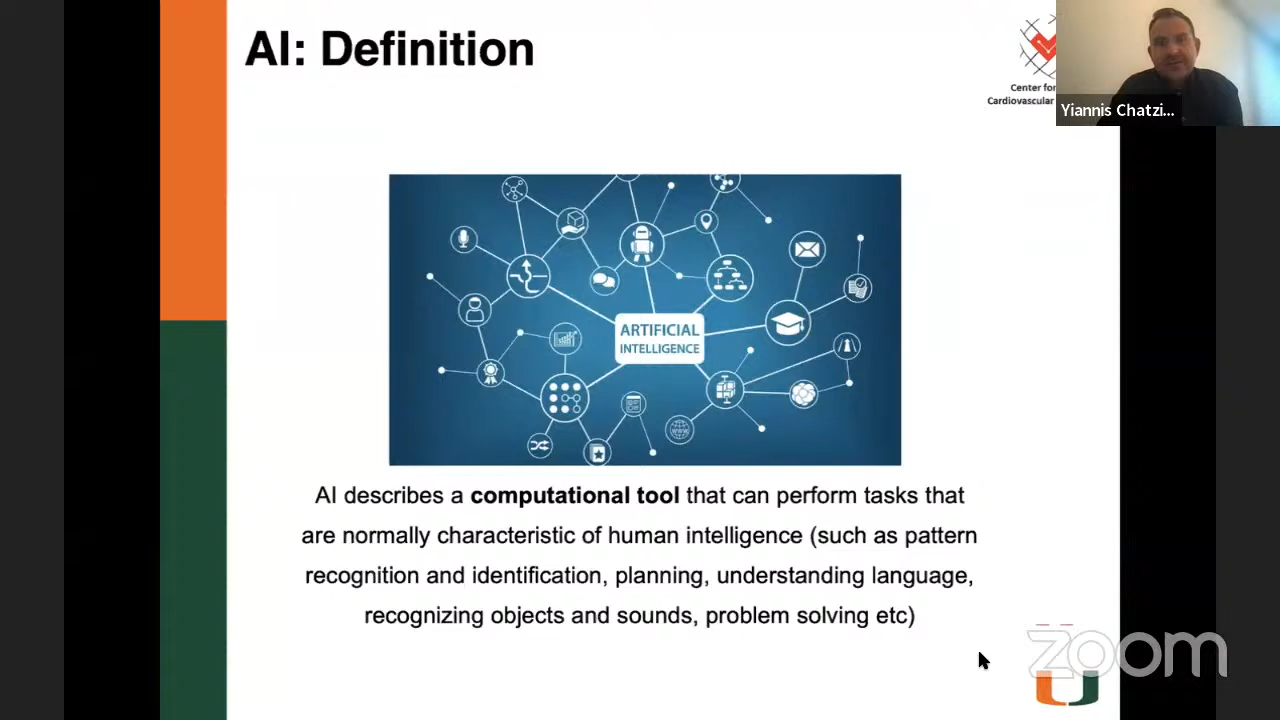 AI: Definition
Center for
Cardiovascular
Yiannis Chatzi...
ARTIFICIAL
INTELLIGENCE
WWW
AI describes a computational tool that can perform tasks that
are normally characteristic of human intelligence (such as pattern
recognition and identification, planning, understanding language,
recognizing objects and sounds, problem solving etc)
zoom